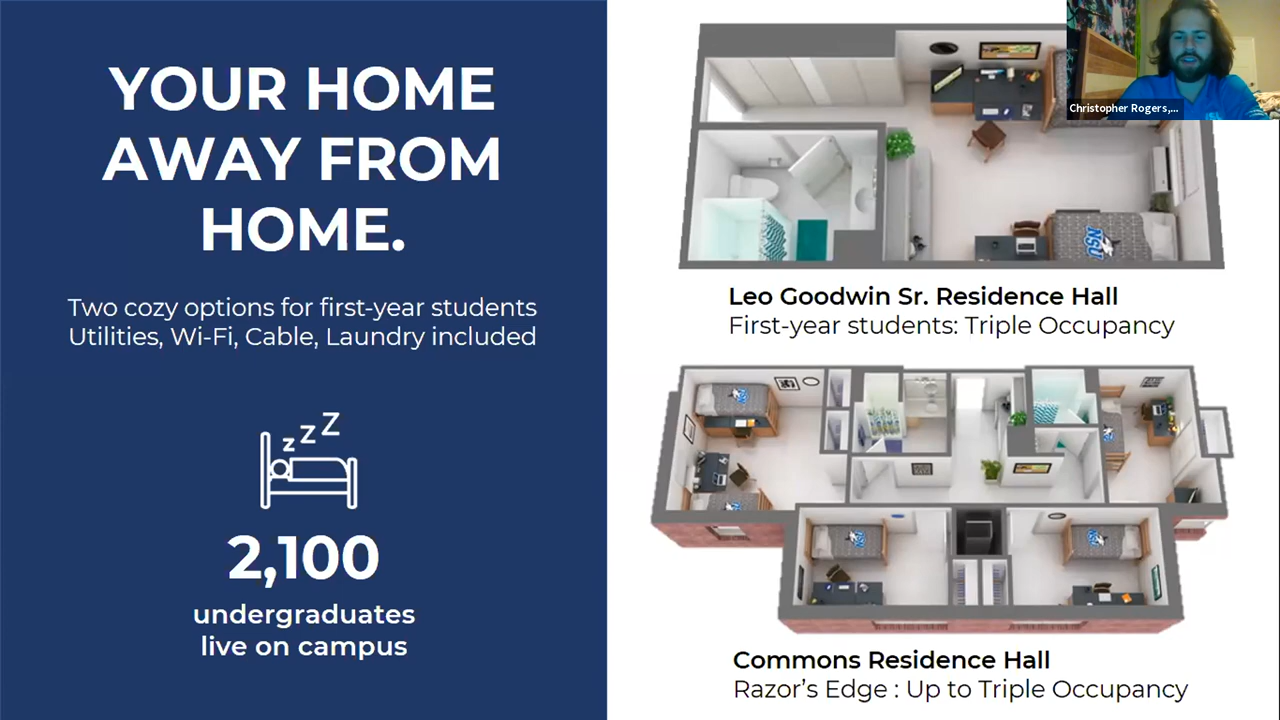 YOUR HOME
AWAY FROM
HOME.
Two cozy options for first-year students
Utilities, Wi-Fi, Cable, Laundry included
z z Z
2,100
undergraduates
live on campus
Christopher Rogers,...
NSU
Leo Goodwin Sr. Residence Hall
First-year students: Triple Occupancy
Commons Residence Hall
Razor's Edge : Up to Triple Occupancy